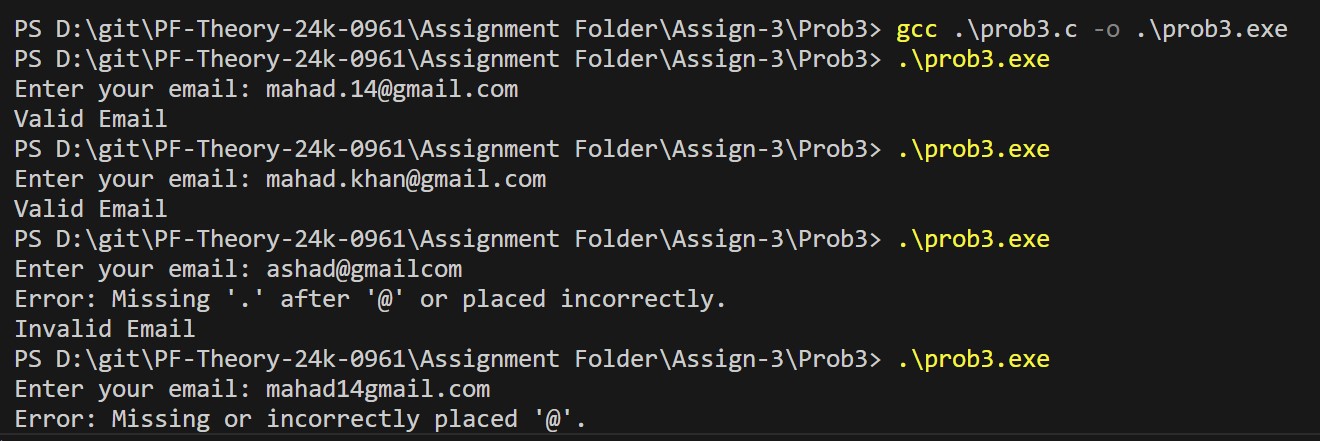 PS D:\git\PF-Theory-24k-0961\Assignment Folder\Assign-3\Prob3> gcc .\prob3.c -o .\prob3.exe
PS D:\git\PF-Theory-24k-0961\Assignment Folder\Assign-3\Prob3> .\prob3.exe
Enter your email: mahad.14@gmail.com
Valid Email
PS D:\git\PF-Theory-24k-0961\Assignment Folder\Assign-3\Prob3> .\prob3.exe
Enter your email: mahad.khan@gmail.com
Valid Email
PS D:\git\PF-Theory-24k-0961\Assignment Folder\Assign-3\Prob3> .\prob3.exe
Enter your email: ashad@gmailcom
Error: Missing '.' after '@' or placed incorrectly.
Invalid Email
PS D:\git\PF-Theory-24k-0961\Assignment Folder\Assign-3\Prob3> .\prob3.exe
Enter your email: mahad14gmail.com
Error: Missing or incorrectly placed '@'.